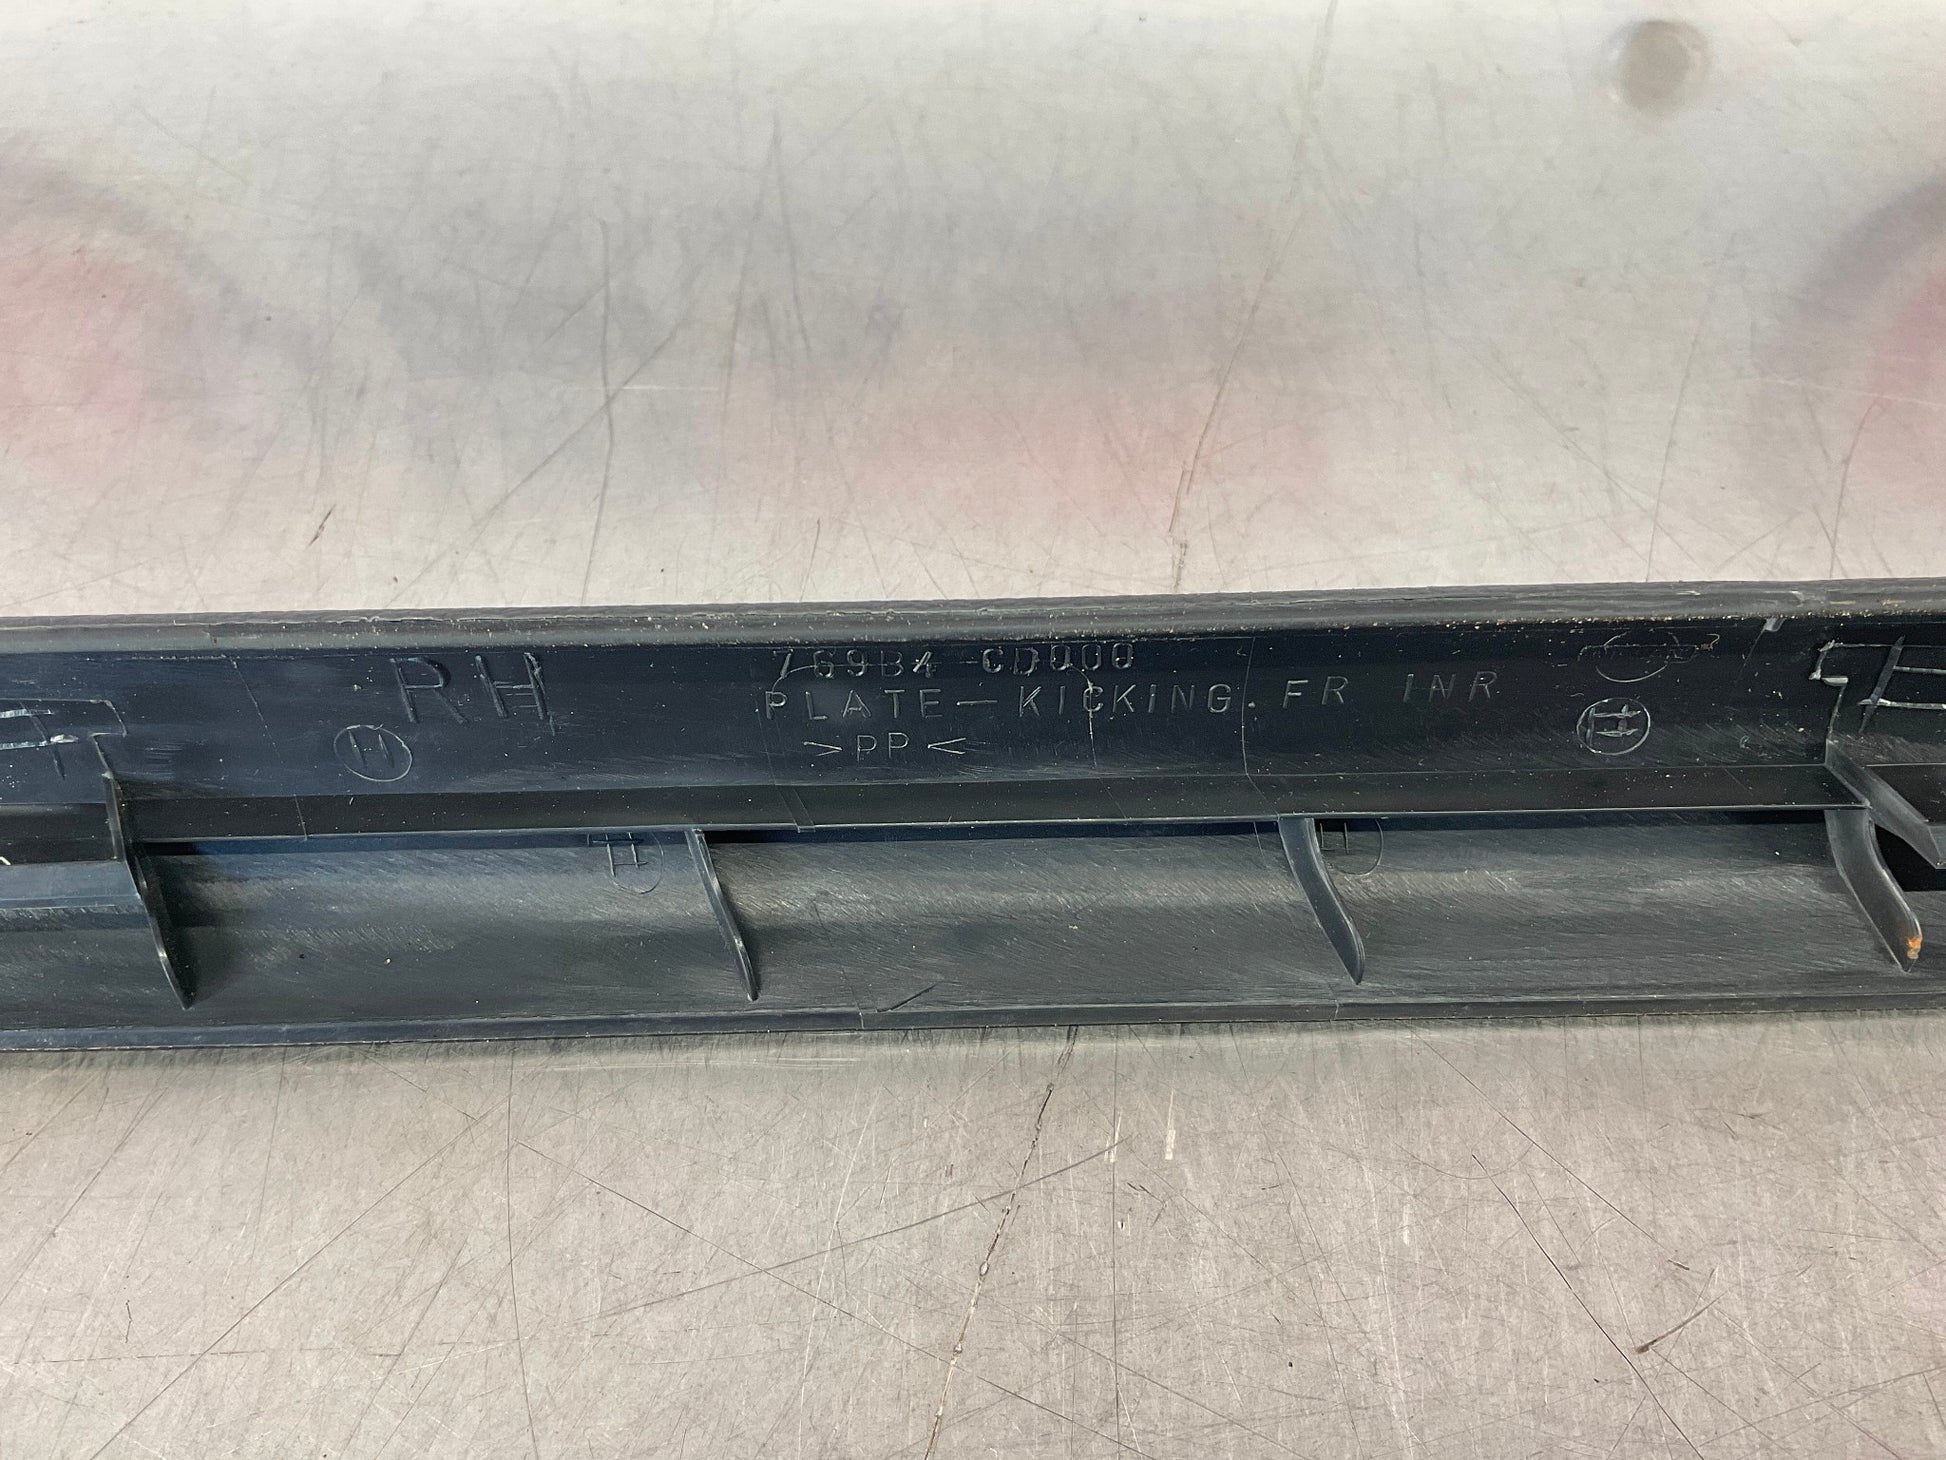 RH
769B4-CD000
PLATE-KICKING.FR INR
>PP<
H
H